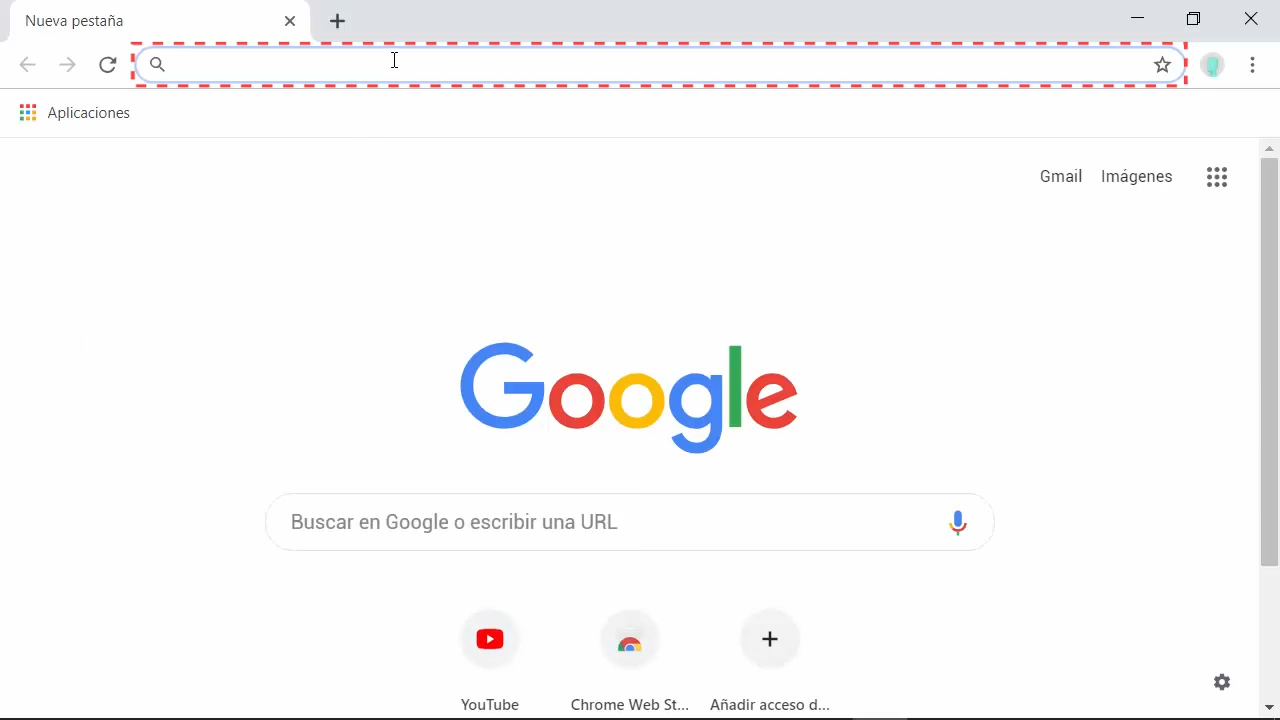 Nueva pestaña
Aplicaciones
Gmail Imágenes
Google
Buscar en Google o escribir una URL
YouTube Chrome Web St... Añadir acceso d...